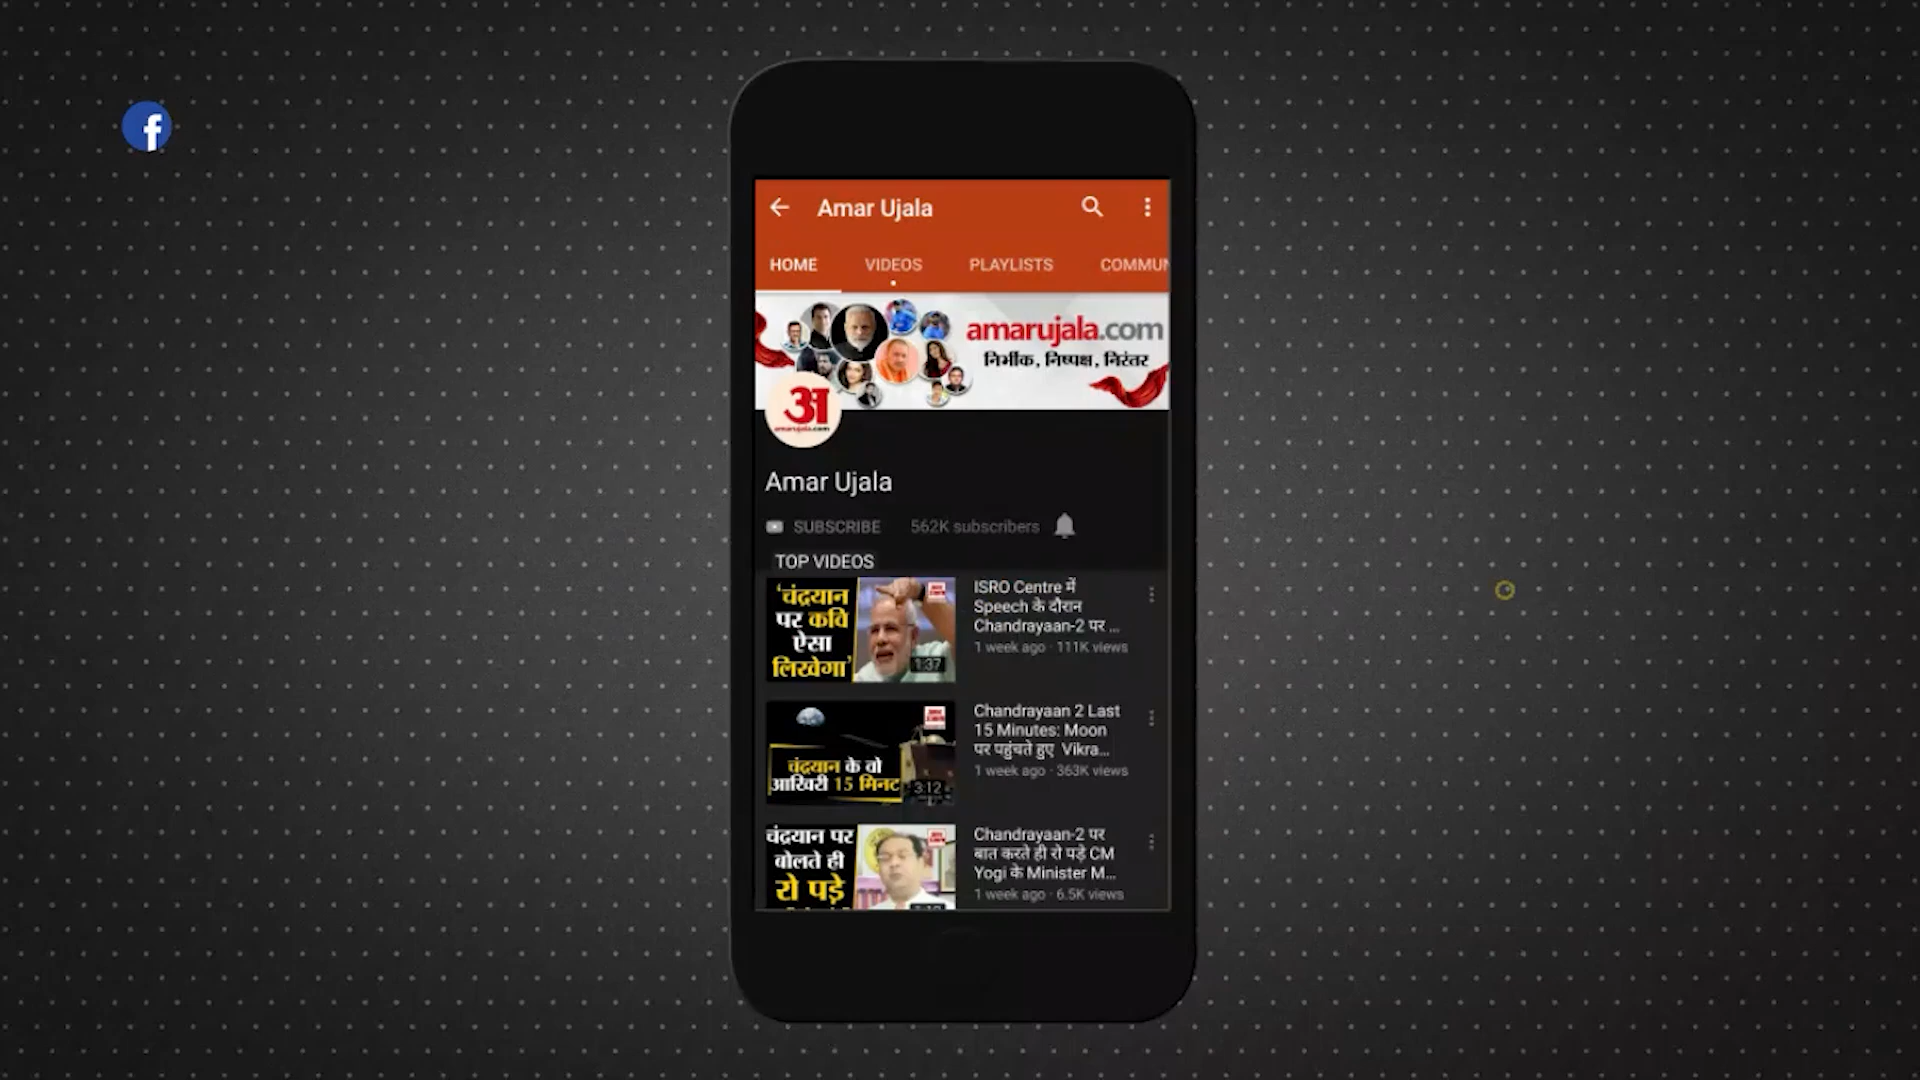 f
Amar Ujala
HOME VIDEOS PLAYLISTS COMMUN
amarujala.com
निर्भीक, निष्पक्ष, निरंतर
अ
amarujala.com
Amar Ujala
SUBSCRIBE 562K subscribers
TOP VIDEOS
'चंद्रयान
पर कवि
ऐसा
लिखेगा'
1:37
ISRO Centre में
Speech के दौरान
Chandrayaan-2 पर ...
1 week ago · 111K views
चंद्रयान के वो
आखिरी 15 मिनट
3:12
Chandrayaan 2 Last
15 Minutes: Moon
पर पहुंचते हुए Vikra...
1 week ago · 363K views
चंद्रयान पर
बोलते ही
रो पड़े
Chandrayaan-2 पर
बात करते ही रो पड़े CM
Yogi के Minister M...
1 week ago · 6.5K views